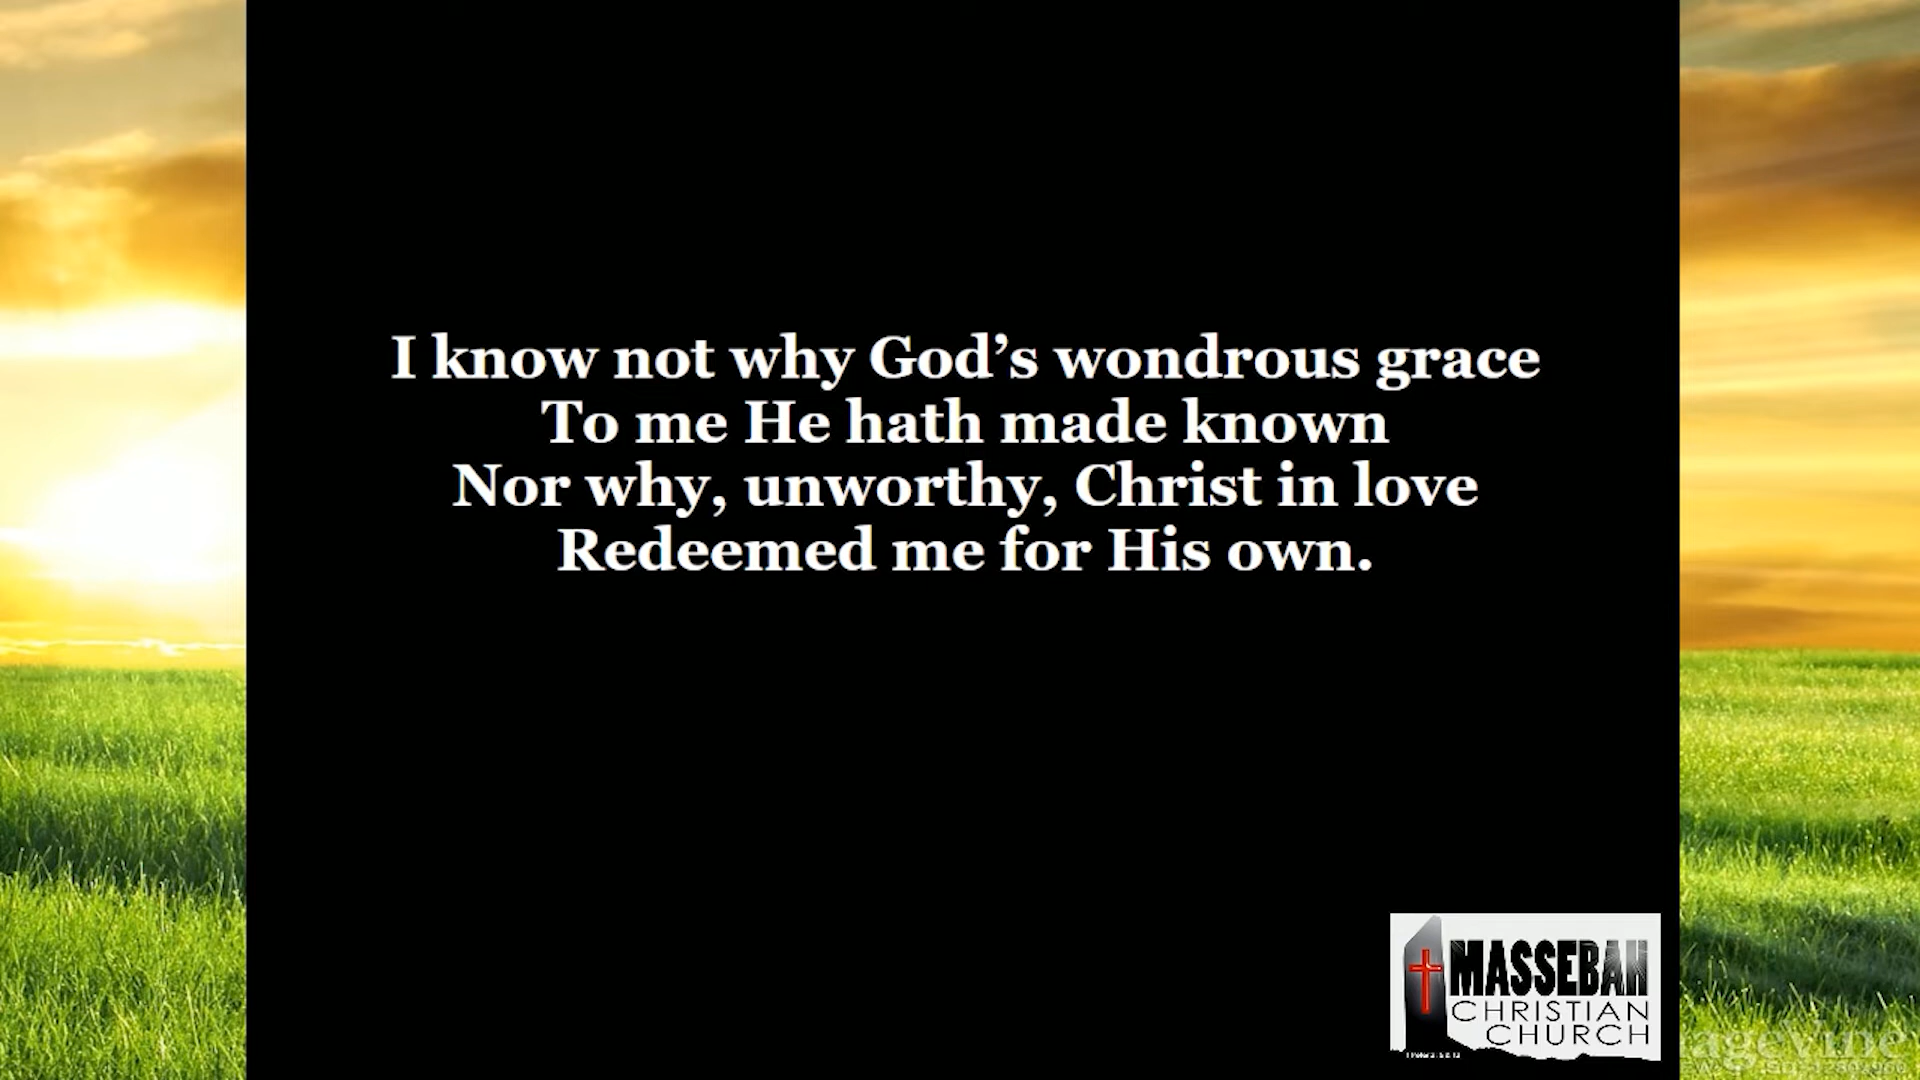 I know not why God’s wondrous grace
To me He hath made known
Nor why, unworthy, Christ in love
Redeemed me for His own.
MASSEBAH
CHRISTIAN
CHURCH